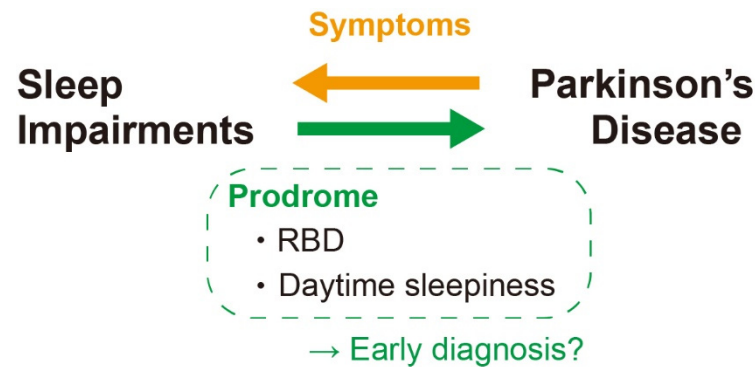 Symptoms
Sleep
Impairments
Parkinson's
Disease
Prodrome
・RBD
・Daytime sleepiness
→ Early diagnosis?